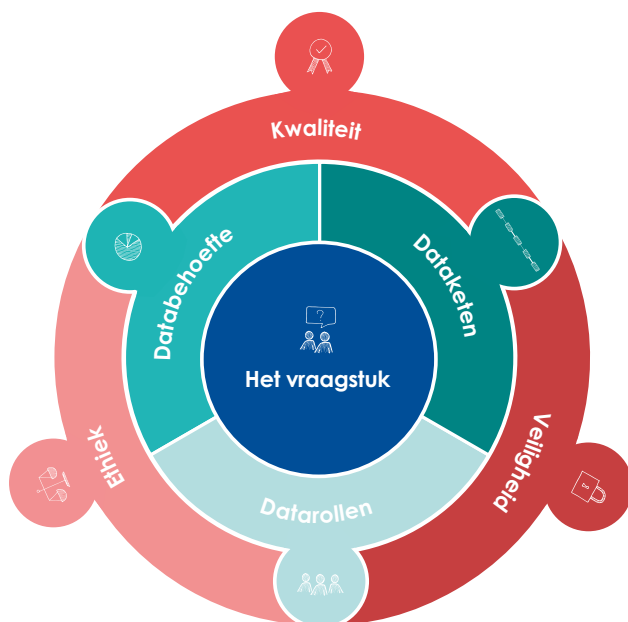 Kwaliteit
Databehoefte
Dataketen
?
Het vraagstuk
Ethiek
Veiligheid
Datarollen